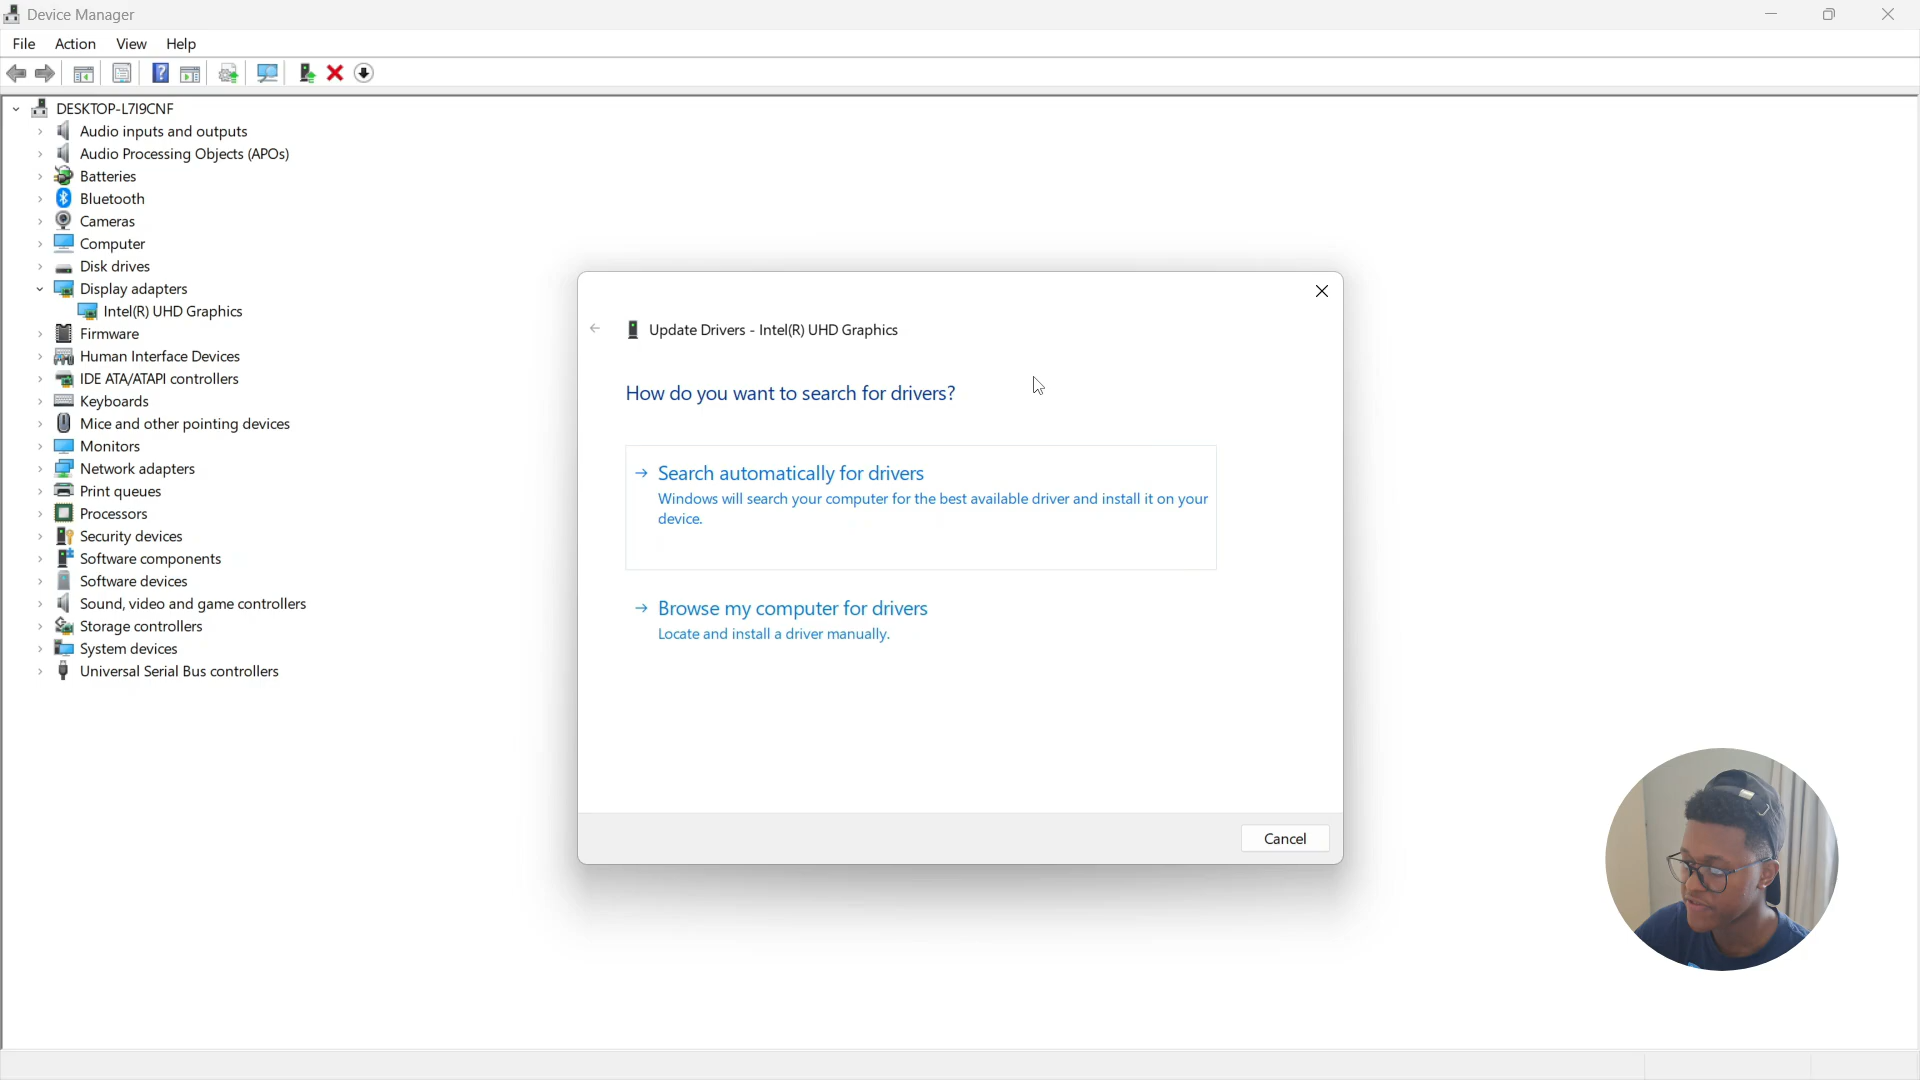 Device Manager
File Action View Help
DESKTOP-L7I9CNF
Audio inputs and outputs
Audio Processing Objects (APOs)
Batteries
Bluetooth
Cameras
Computer
Disk drives
Display adapters
Intel(R) UHD Graphics
Firmware
Human Interface Devices
IDE ATA/ATAPI controllers
Keyboards
Mice and other pointing devices
Monitors
Network adapters
Print queues
Processors
Security devices
Software components
Software devices
Sound, video and game controllers
Storage controllers
System devices
Universal Serial Bus controllers
Update Drivers - Intel(R) UHD Graphics
How do you want to search for drivers?
Search automatically for drivers
Windows will search your computer for the best available driver and install it on your
device.
Browse my computer for drivers
Locate and install a driver manually.
Cancel